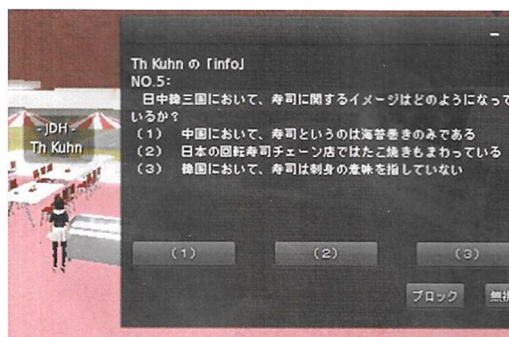 Th Kuhn の「info」
NO.5:
日中韓三国において、寿司に関するイメージはどのようになって
いるか？
(1) 中国において、寿司というのは海苔巻きのみである
(2) 日本の回転寿司チェーン店ではたこ焼きもまわっている
(3) 韓国において、寿司は刺身の意味を指していない
- JDH -
Th Kuhn
(1) (2) (3)
ブロック